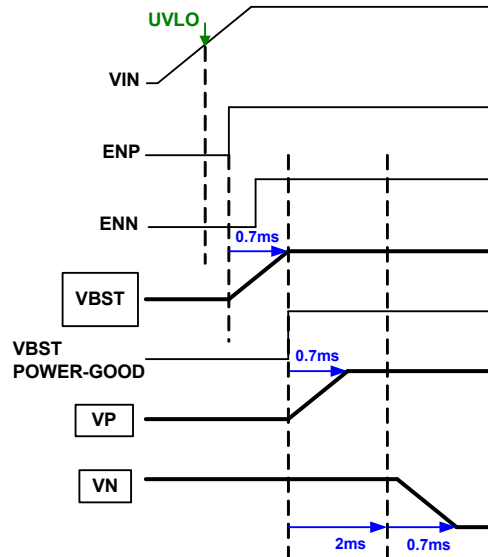 UVLO
VIN
ENP
ENN
0.7ms
VBST
VBST
POWER-GOOD
0.7ms
VP
VN
2ms
0.7ms